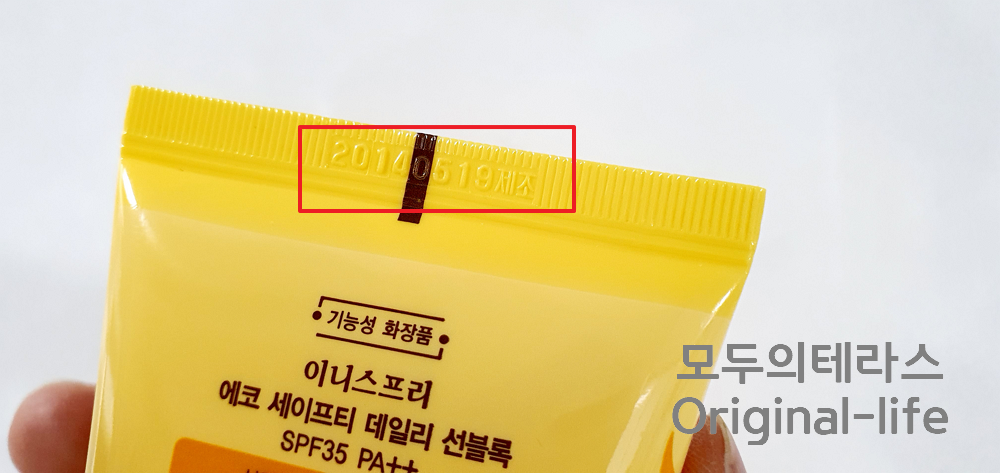 20140519제조
기능성 화장품
이니스프리
에코 세이프티 데일리 선블록
SPF35 PA++
모두의테라스
Original-life